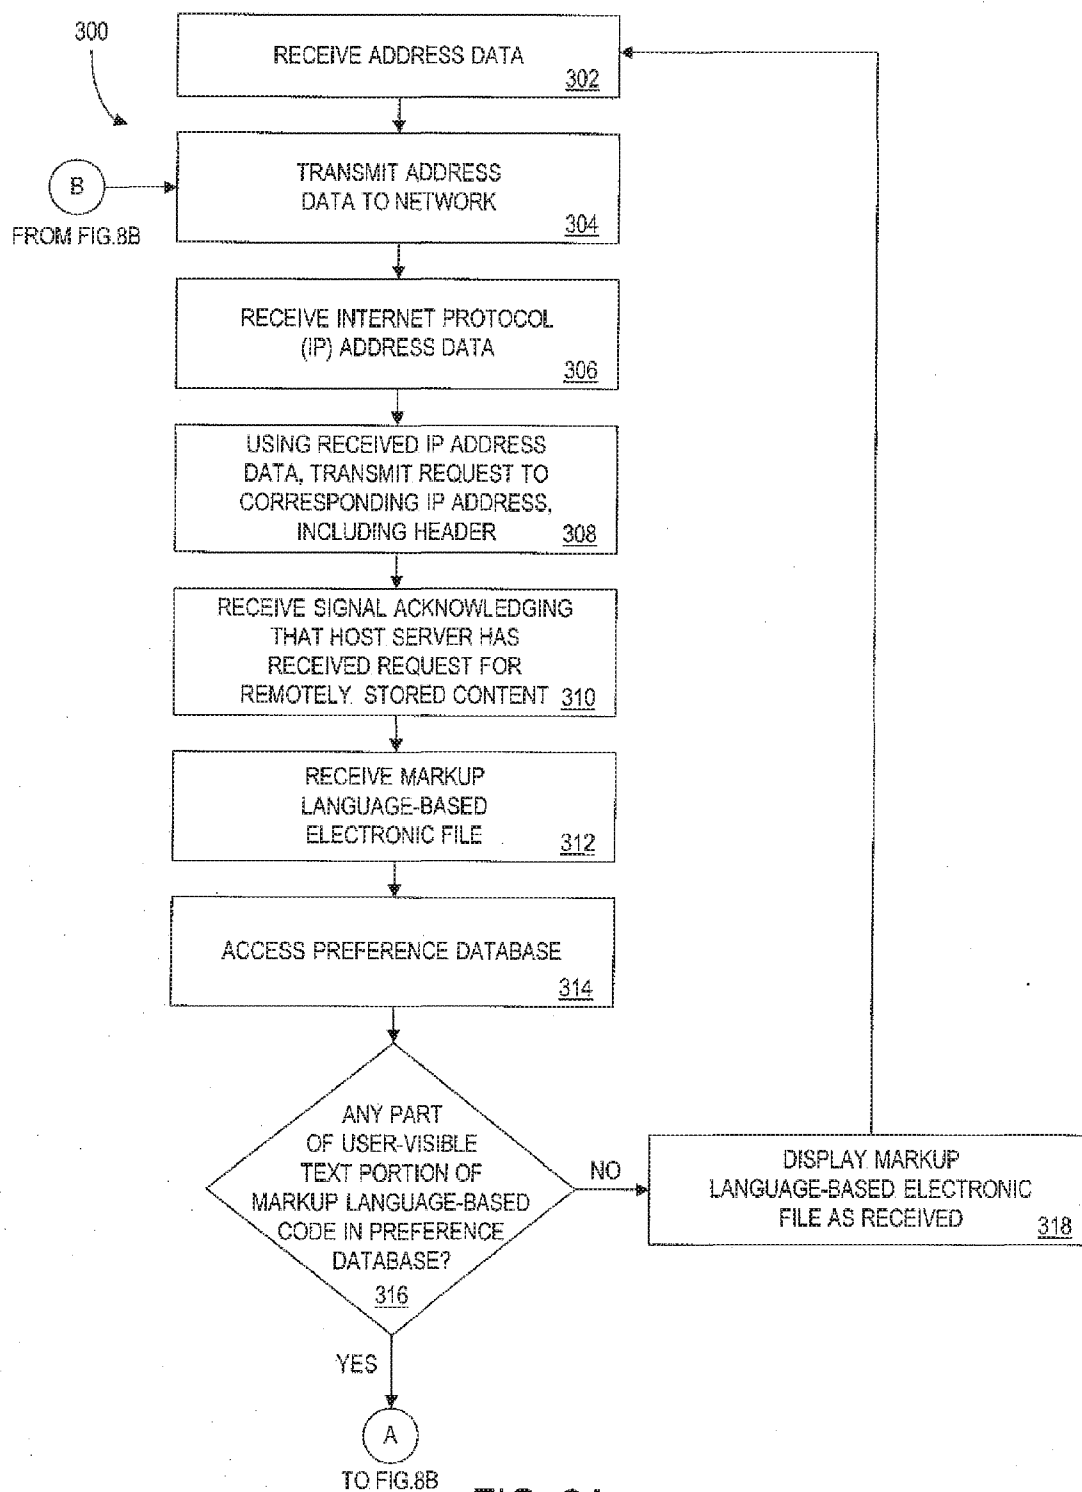 300
RECEIVE ADDRESS DATA
302
TRANSMIT ADDRESS
DATA TO NETWORK
304
B
FROM FIG.8B
RECEIVE INTERNET PROTOCOL
(IP) ADDRESS DATA
306
USING RECEIVED IP ADDRESS
DATA, TRANSMIT REQUEST TO
CORRESPONDING IP ADDRESS,
INCLUDING HEADER
308
RECEIVE SIGNAL ACKNOWLEDGING
THAT HOST SERVER HAS
RECEIVED REQUEST FOR
REMOTELY STORED CONTENT
310
RECEIVE MARKUP
LANGUAGE-BASED
ELECTRONIC FILE
312
ACCESS PREFERENCE DATABASE
314
ANY PART
OF USER-VISIBLE
TEXT PORTION OF
MARKUP LANGUAGE-BASED
CODE IN PREFERENCE
DATABASE?
316
NO
DISPLAY MARKUP
LANGUAGE-BASED ELECTRONIC
FILE AS RECEIVED
318
YES
A
TO FIG.8B